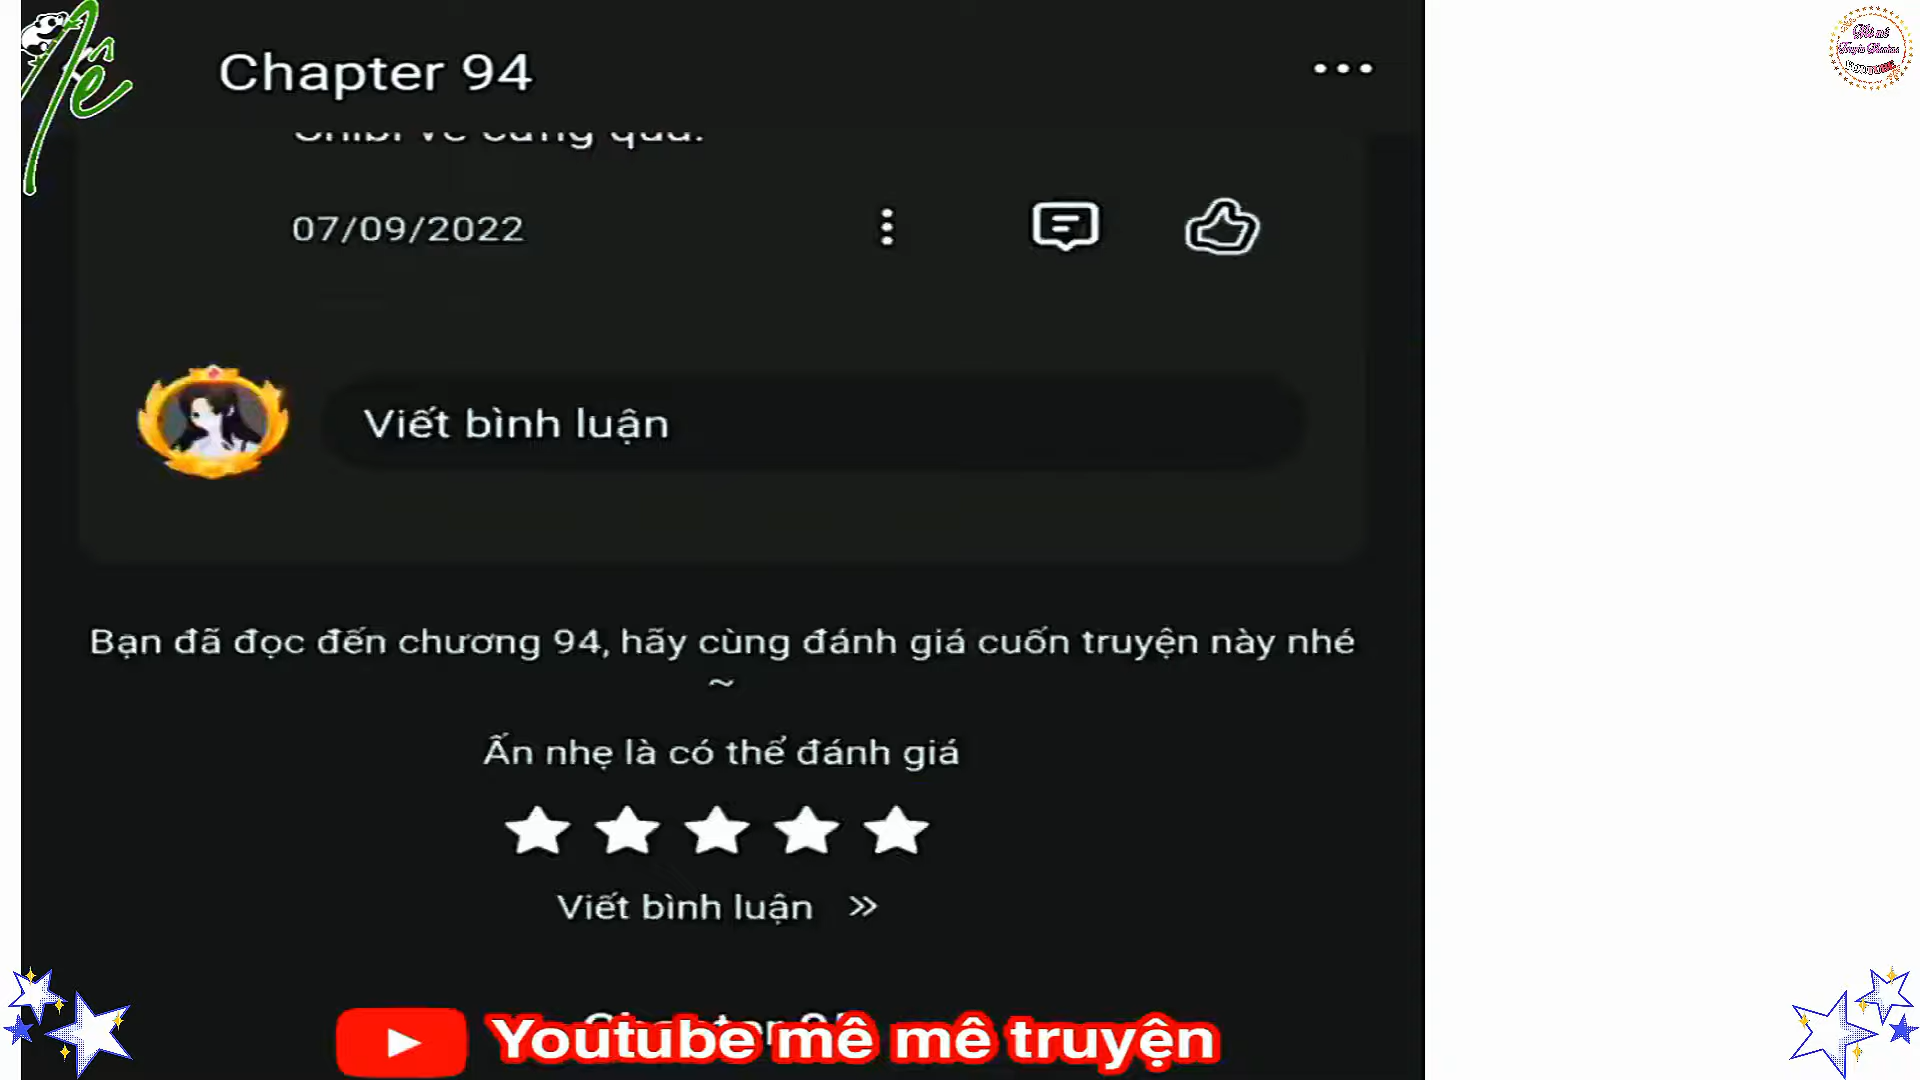 Mê
Chapter 94
07/09/2022
Viết bình luận
Bạn đã đọc đến chương 94, hãy cùng đánh giá cuốn truyện này nhé
~
Ấn nhẹ là có thể đánh giá
Viết bình luận »
Youtube mê mê truyện